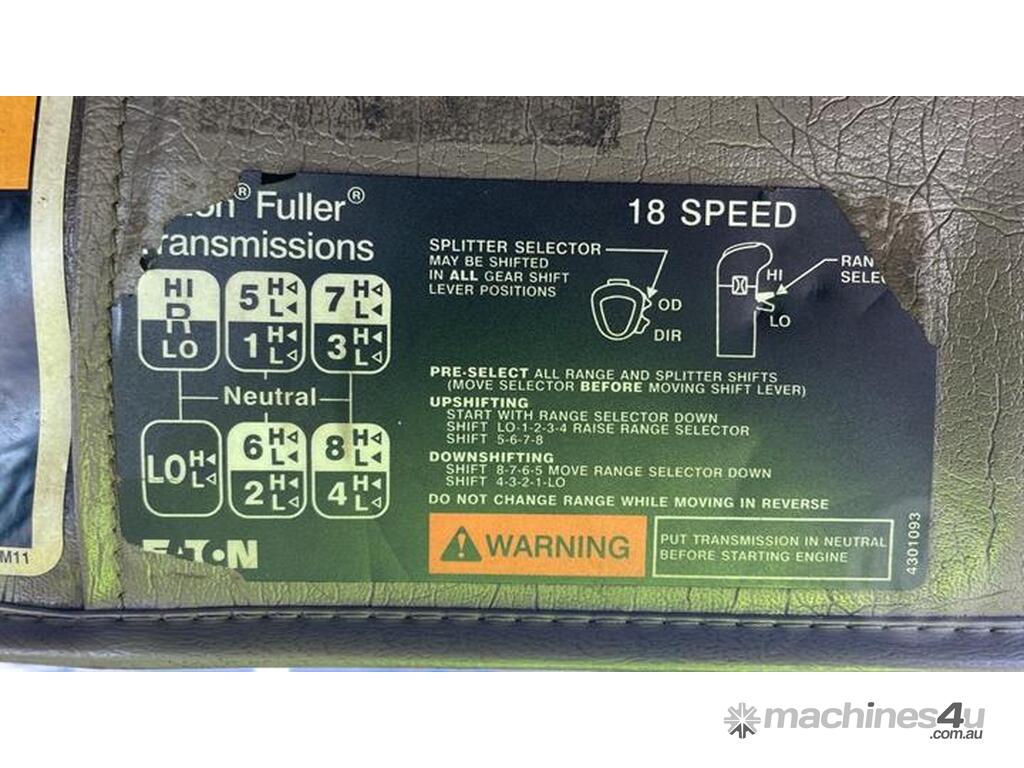 Fuller®
18 SPEED
SPLITTER SELECTOR
MAY BE SHIFTED
IN ALL GEAR SHIFT
LEVER POSITIONS
OD
DIR
HI
LO
HI
R
LO
5 H L
1 H L
7 H L
3 H L
Neutral
LO H L
6 H L
2 H L
8 H L
4 H L
PRE-SELECT ALL RANGE AND SPLITTER SHIFTS
(MOVE SELECTOR BEFORE MOVING SHIFT LEVER)
UPSHIFTING
START WITH RANGE SELECTOR DOWN
SHIFT LO-1-2-3-4 RAISE RANGE SELECTOR
SHIFT 5-6-7-8
DOWNSHIFTING
SHIFT 8-7-6-5 MOVE RANGE SELECTOR DOWN
SHIFT 4-3-2-1-LO
DO NOT CHANGE RANGE WHILE MOVING IN REVERSE
WARNING
PUT TRANSMISSION IN NEUTRAL
BEFORE STARTING ENGINE
4301093
EATON
M11
machines4u
.com.au